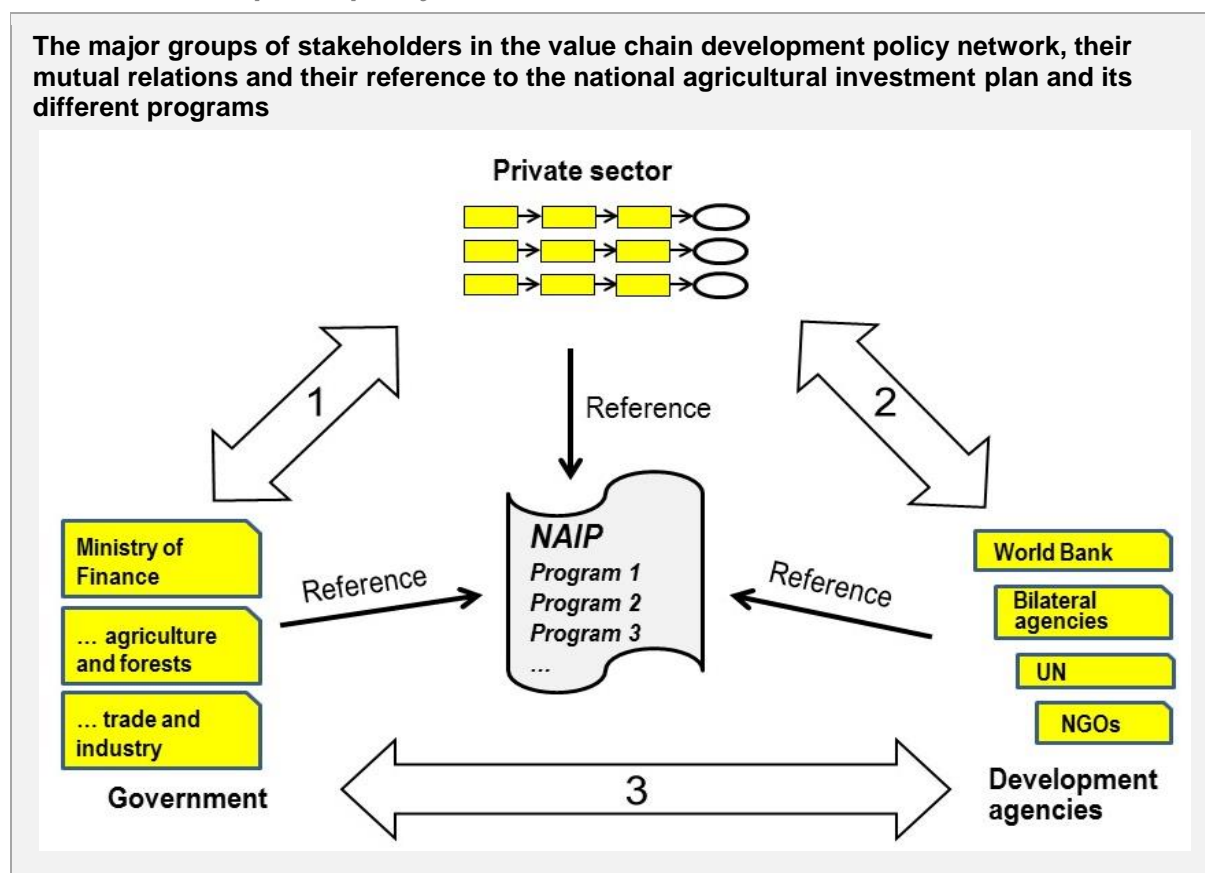 The major groups of stakeholders in the value chain development policy network, their
mutual relations and their reference to the national agricultural investment plan and its
different programs
Private sector
1
2
Reference
NAIP
Program 1
Program 2
Program 3
...
Ministry of
Finance
... agriculture
and forests
... trade and
industry
Government
Reference
Reference
World Bank
Bilateral
agencies
UN
NGOs
Development
agencies
3